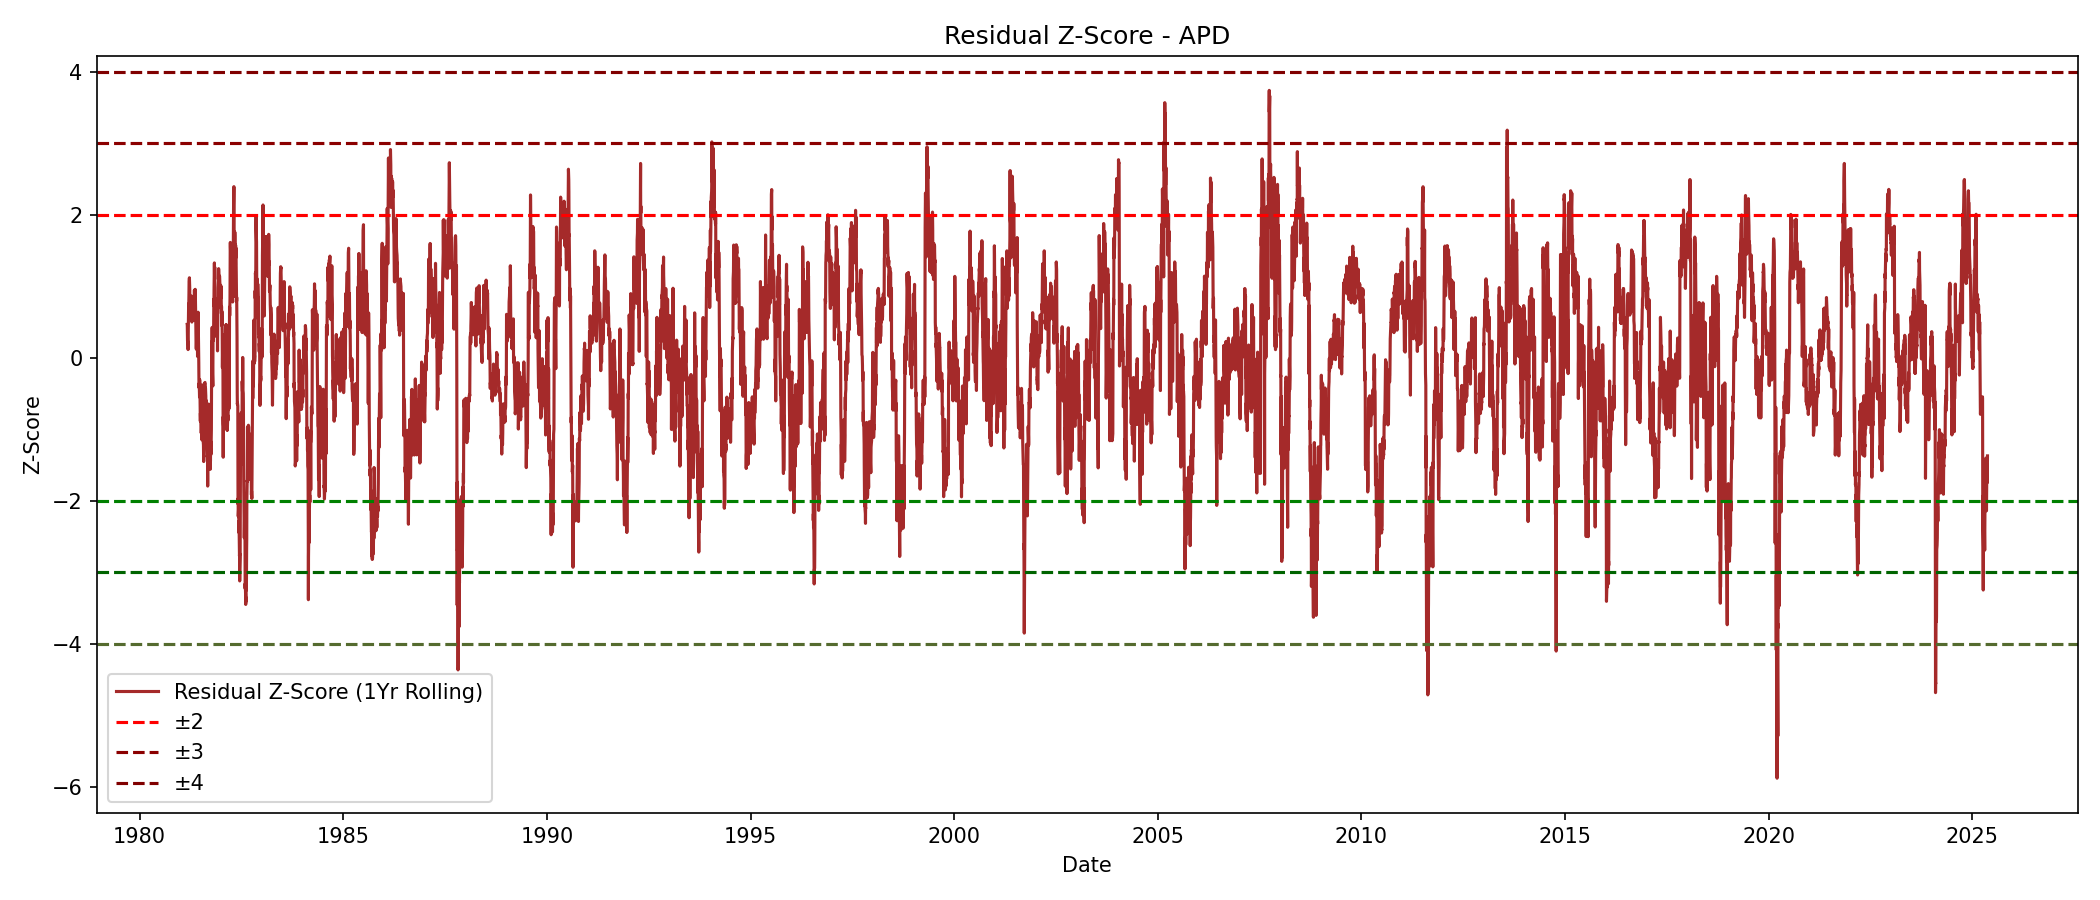 Residual Z-Score - APD
Z-Score
4
2
0
−2
−4
−6
Residual Z-Score (1Yr Rolling)
±2
±3
±4
1980 1985 1990 1995 2000 2005 2010 2015 2020 2025
Date